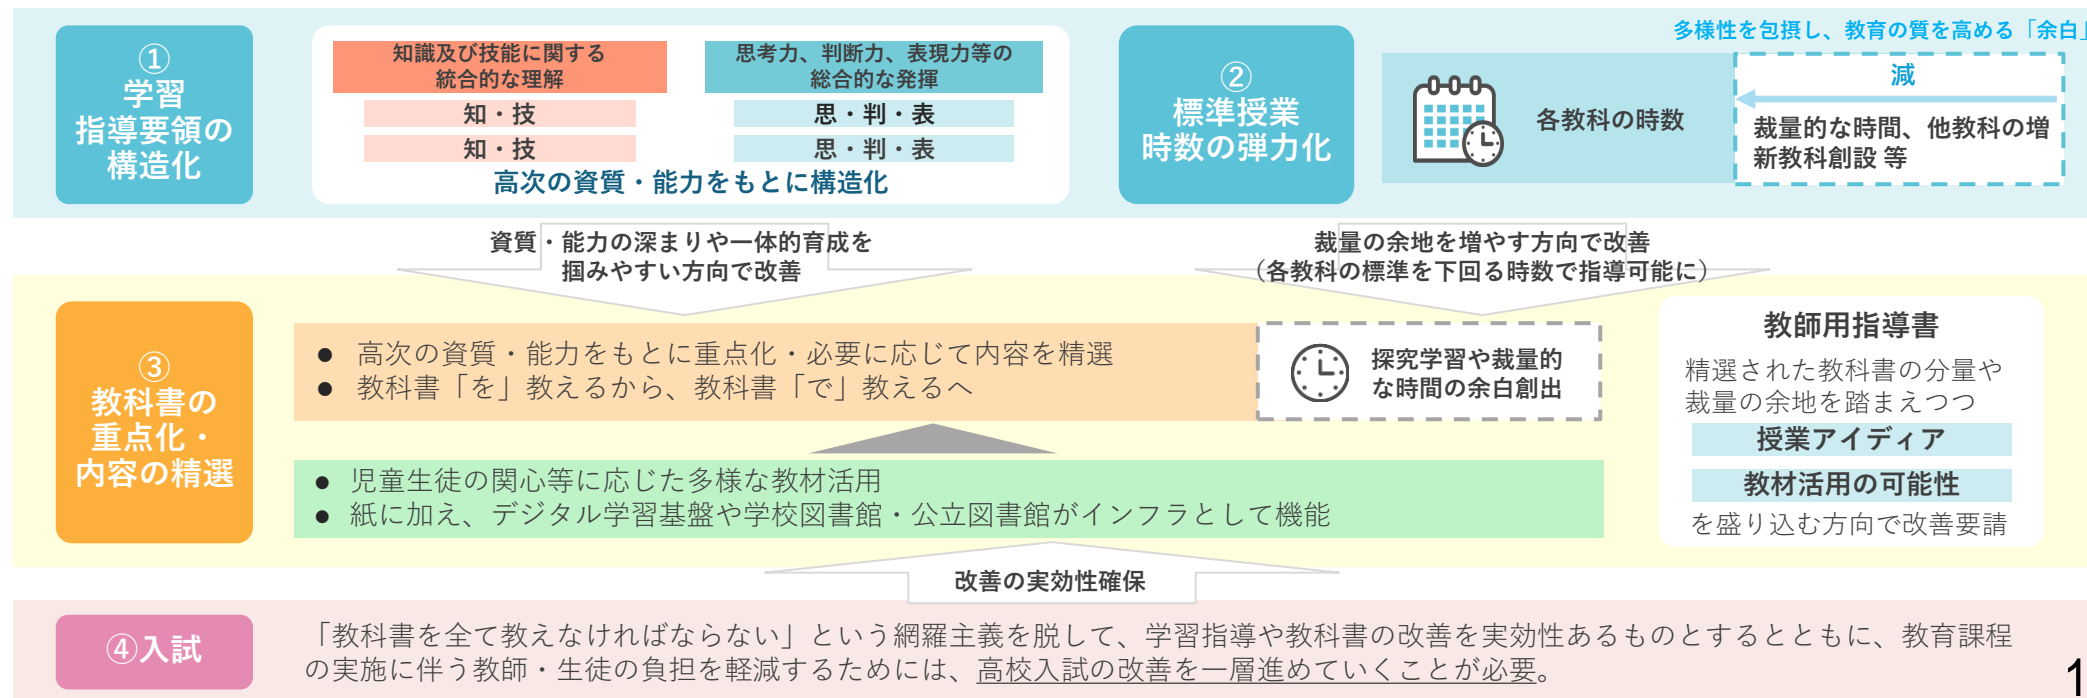 ①
学習
指導要領の
構造化
知識及び技能に関する
統合的な理解
思考力、判断力、表現力等の
総合的な発揮
知・技
思・判・表
知・技
思・判・表
高次の資質・能力をもとに構造化
②
標準授業
時数の弾力化
多様性を包摂し、教育の質を高める「余白」
各教科の時数
減
裁量的な時間、他教科の増
新教科創設 等
資質・能力の深まりや一体的育成を
掴みやすい方向で改善
裁量の余地を増やす方向で改善
（各教科の標準を下回る時数で指導可能に）
③
教科書の
重点化・
内容の精選
● 高次の資質・能力をもとに重点化・必要に応じて内容を精選
● 教科書「を」教えるから、教科書「で」教えるへ
探究学習や裁量的
な時間の余白創出
● 児童生徒の関心等に応じた多様な教材活用
● 紙に加え、デジタル学習基盤や学校図書館・公立図書館がインフラとして機能
教師用指導書
精選された教科書の分量や
裁量の余地を踏まえつつ
授業アイディア
教材活用の可能性
を盛り込む方向で改善要請
改善の実効性確保
④入試
「教科書を全て教えなければならない」という網羅主義を脱して、学習指導や教科書の改善を実効性あるものとするとともに、教育課程
の実施に伴う教師・生徒の負担を軽減するためには、高校入試の改善を一層進めていくことが必要。
1